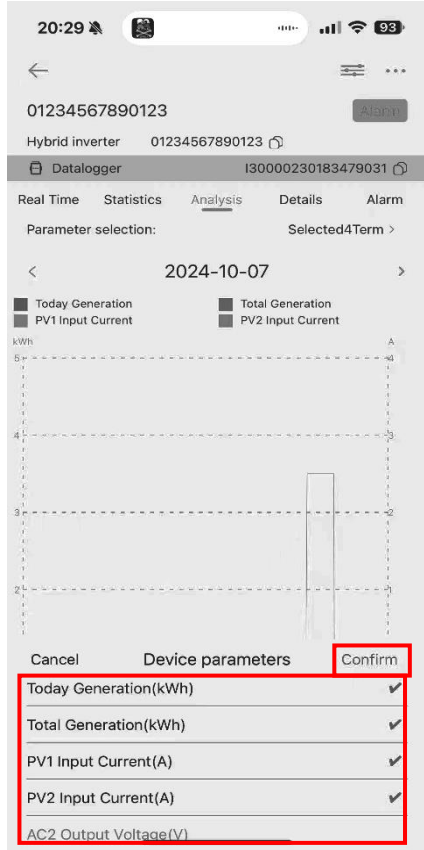 20:29 93
01234567890123 Alarm
Hybrid inverter 01234567890123
Datalogger I30000230183479031
Real Time Statistics Analysis Details Alarm
Parameter selection: Selected4Term >
< 2024-10-07 >
Today Generation Total Generation
PV1 Input Current PV2 Input Current
kWh A
5 4
4 3
3 2
2 1
Cancel Device parameters Confirm
Today Generation(kWh)
Total Generation(kWh)
PV1 Input Current(A)
PV2 Input Current(A)
AC2 Output Voltage(V)